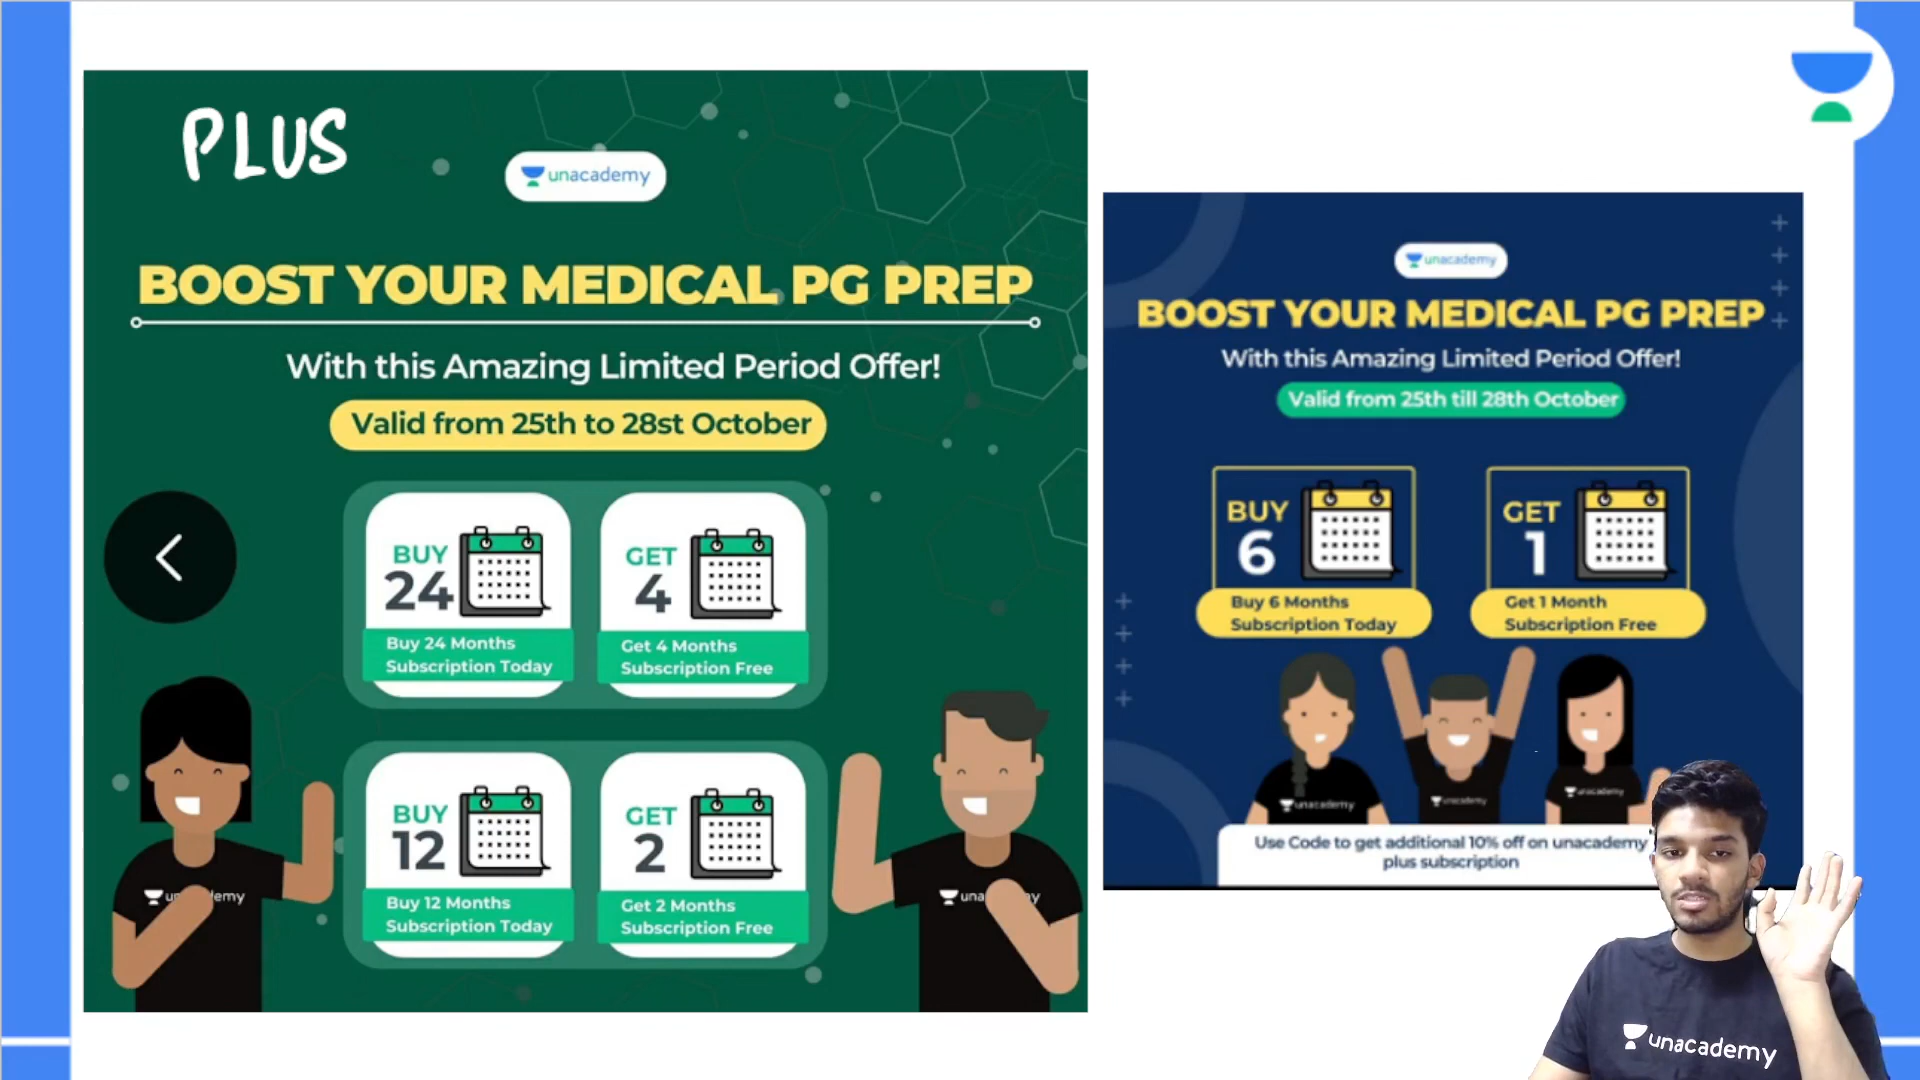 PLUS
unacademy
BOOST YOUR MEDICAL PG PREP
With this Amazing Limited Period Offer!
Valid from 25th to 28st October
BUY
24
Buy 24 Months
Subscription Today
GET
4
Get 4 Months
Subscription Free
BUY
12
Buy 12 Months
Subscription Today
GET
2
Get 2 Months
Subscription Free
unacademy
BOOST YOUR MEDICAL PG PREP
With this Amazing Limited Period Offer!
Valid from 25th till 28th October
BUY
6
Buy 6 Months
Subscription Today
GET
1
Get 1 Month
Subscription Free
unacademy
unacademy
unacademy
Use Code to get additional 10% off on unacademy
plus subscription
unacademy